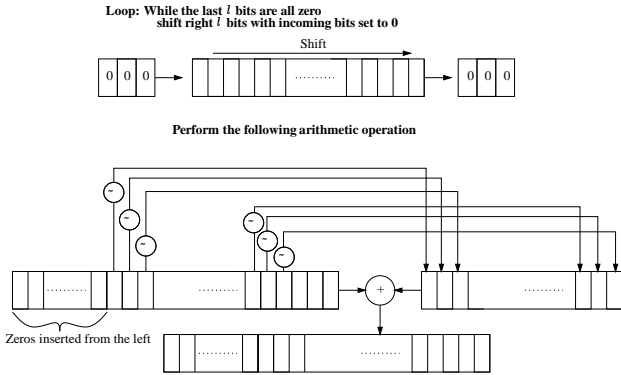 Loop: While the last l bits are all zero
shift right l bits with incoming bits set to 0
Shift
0 0 0
..........
0 0 0
Perform the following arithmetic operation
~
~
~
~
~
~
..........
..........
+
..........
Zeros inserted from the left
..........
..........